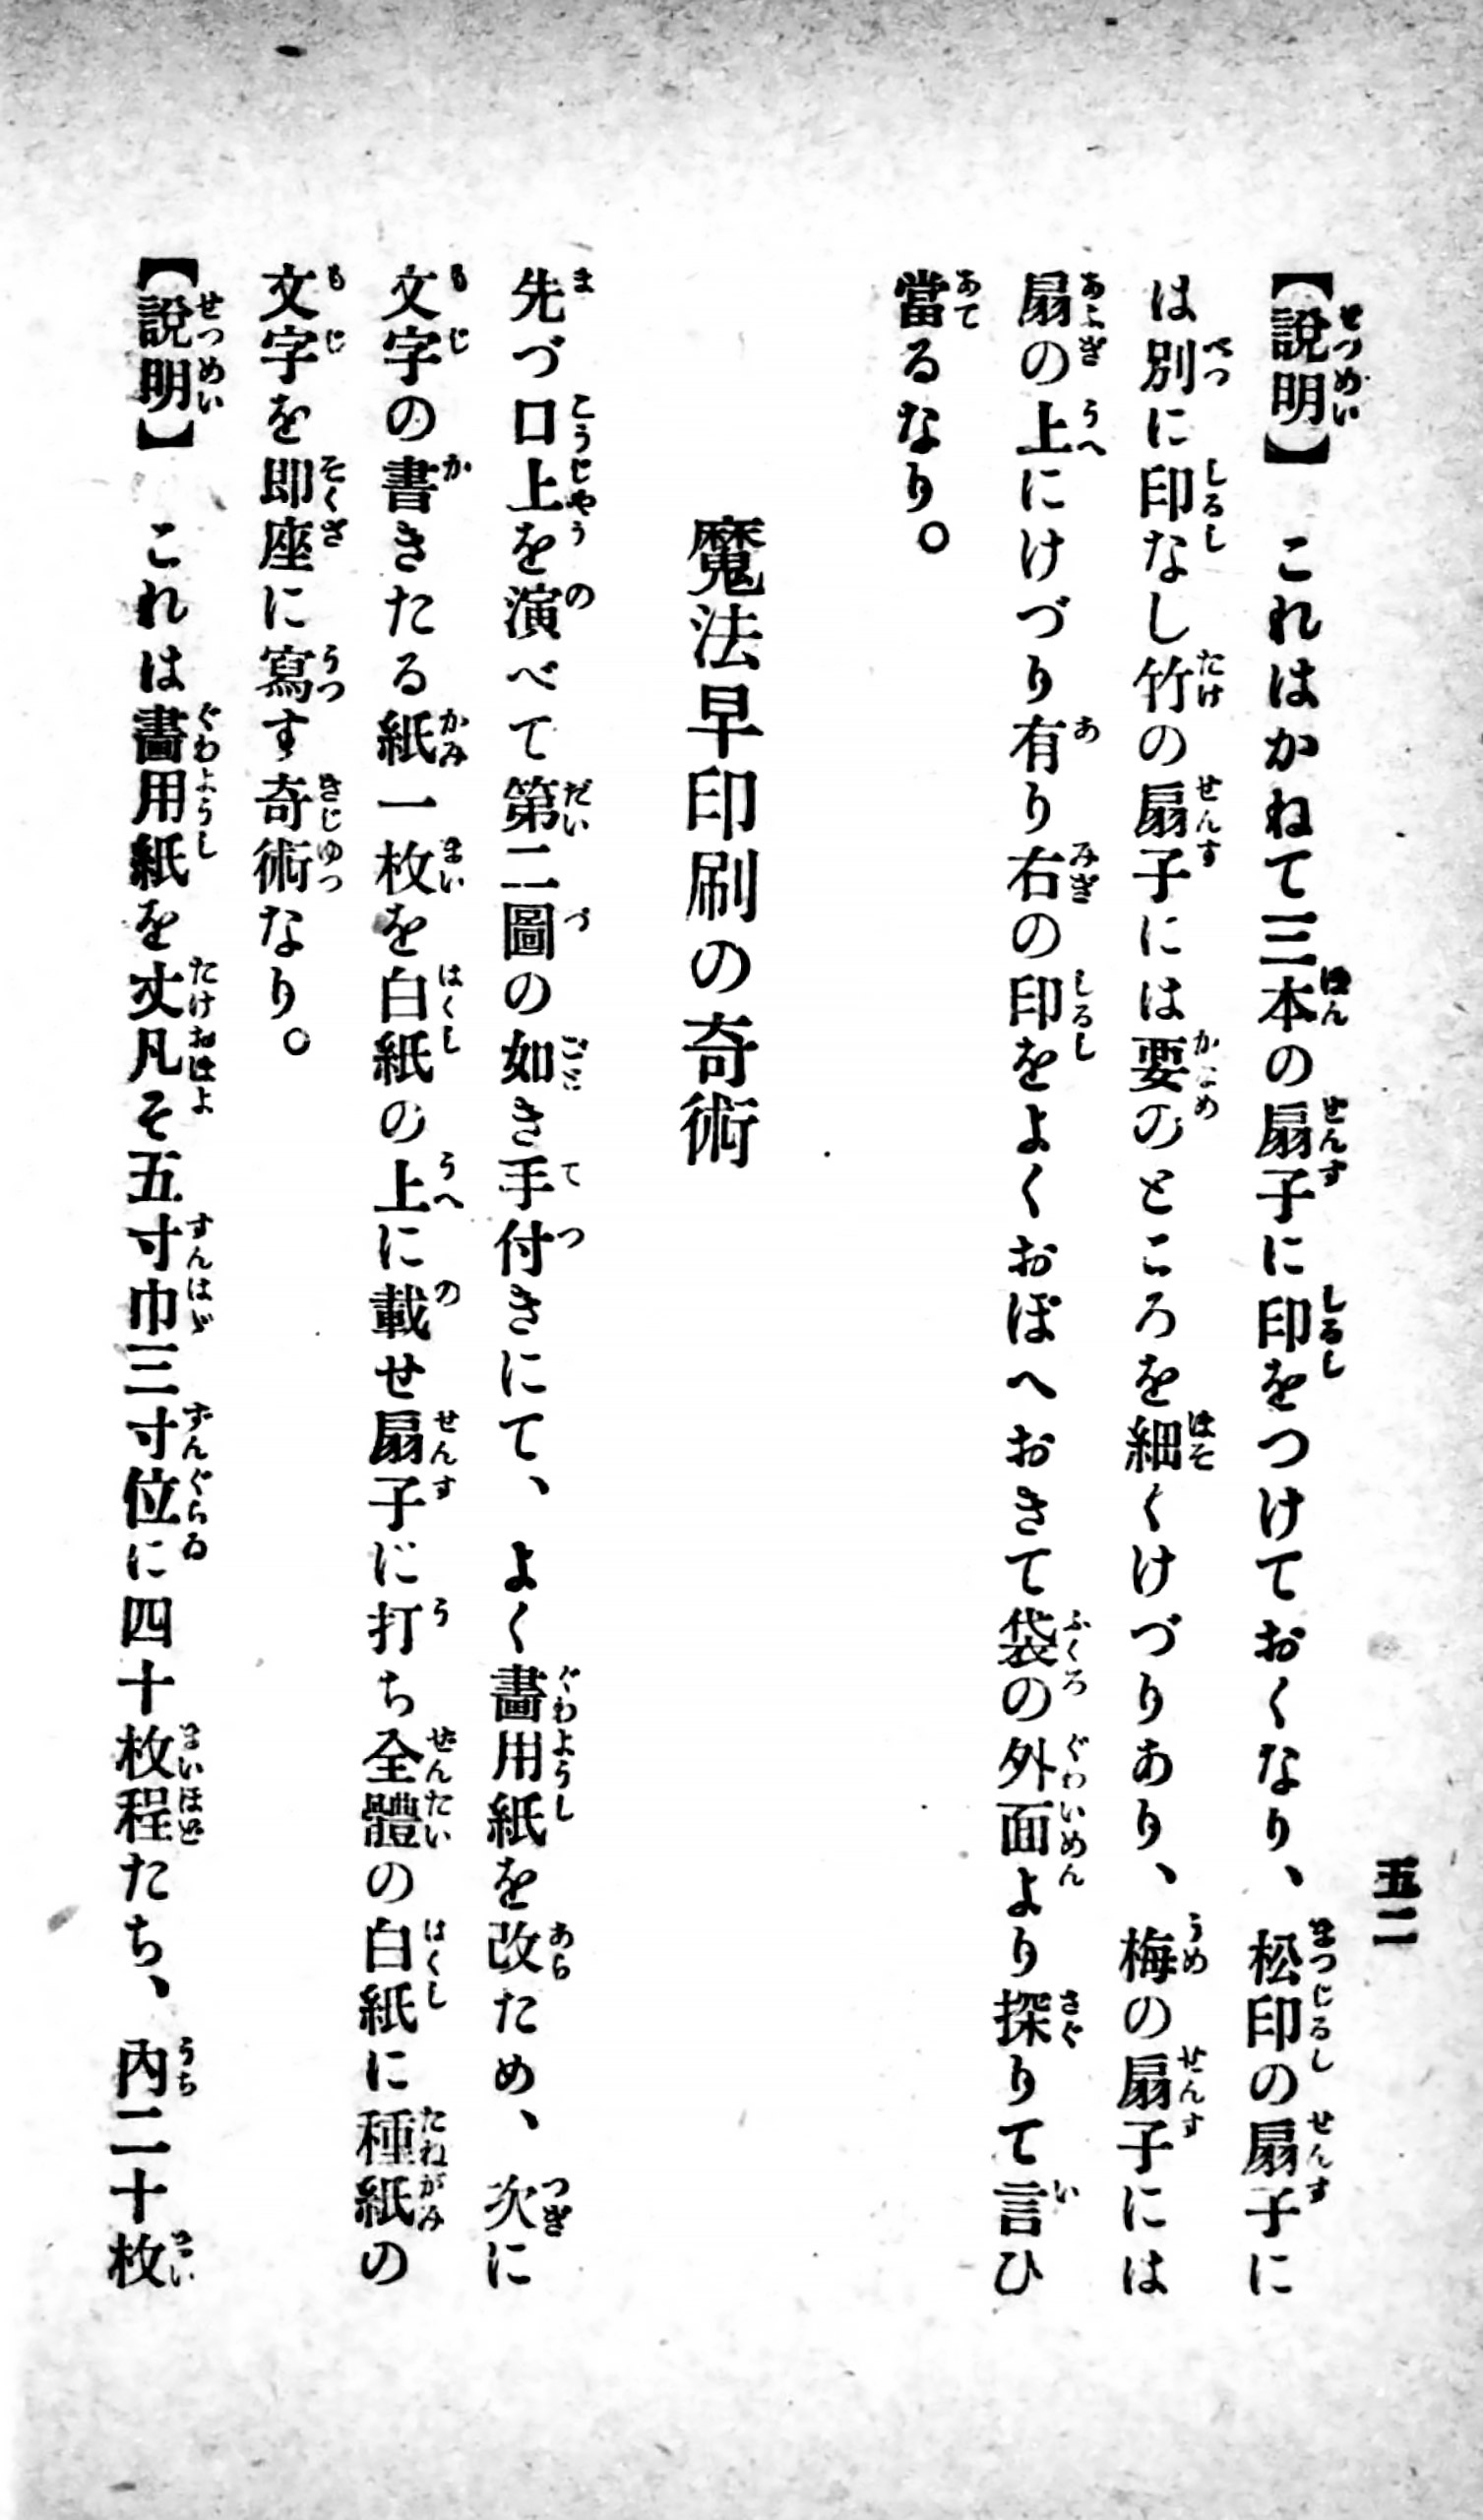 五二
【說明】 これはかねて三本の扇子に印をつけておくなり、松印の扇子に
は別に印なし竹の扇子には要のところを細くけづりあり、梅の扇子には
扇の上にけづり有り右の印をよくおぼへおきて袋の外面より探りて言ひ
當るなり。
魔法早印刷の奇術
先づ口上を演べて第二圖の如き手付きにて、よく畵用紙を改ため、次に
文字の書きたる紙一枚を白紙の上に載せ扇子に打ち全體の白紙に種紙の
文字を即座に寫す奇術なり。
【說明】 これは畵用紙を丈凡そ五寸巾三寸位に四十枚程たち、內二十枚